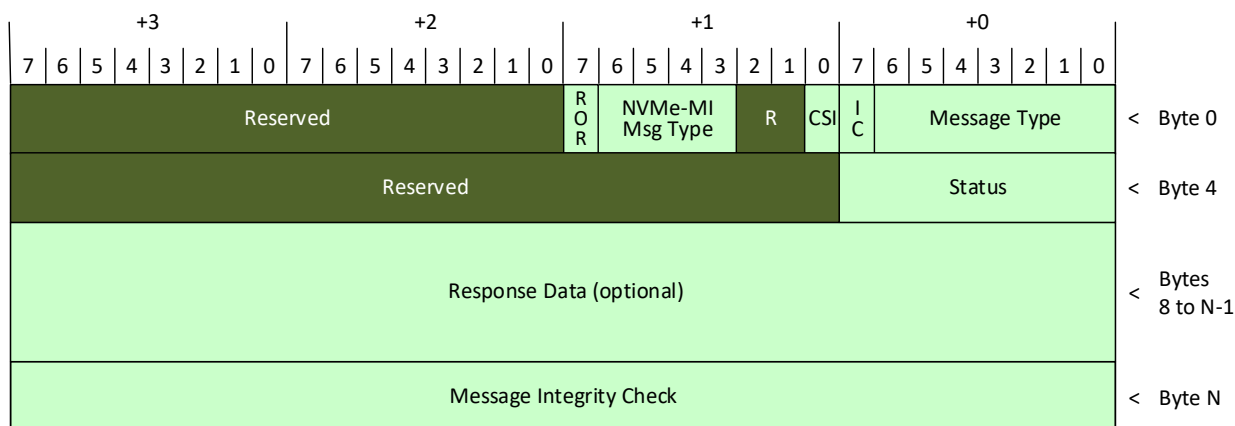 +3 +2 +1 +0
7 6 5 4 3 2 1 0 7 6 5 4 3 2 1 0 7 6 5 4 3 2 1 0 7 6 5 4 3 2 1 0
Reserved
R
O
R
NVMe-MI
Msg Type
R
CSI
I
C
Message Type
< Byte 0
Reserved
Status
< Byte 4
Response Data (optional)
< Bytes
8 to N-1
Message Integrity Check
< Byte N